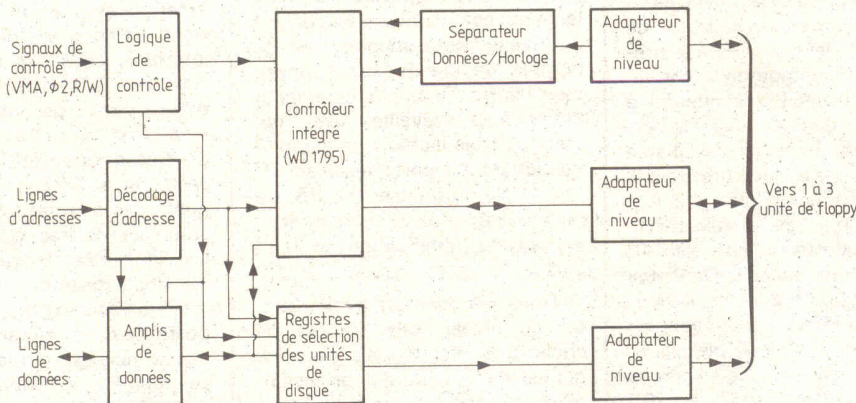 Signaux de
contrôle
(VMA, Φ2, R/W)
Logique
de
contrôle
Contrôleur
intégré
(WD 1795)
Séparateur
Données/Horloge
Adaptateur
de
niveau
Lignes
d'adresses
Décodage
d'adresse
Adaptateur
de
niveau
Vers 1 à 3
unité de floppy
Lignes
de
données
Amplis
de
données
Registres
de sélection
des unités
de
disque
Adaptateur
de
niveau